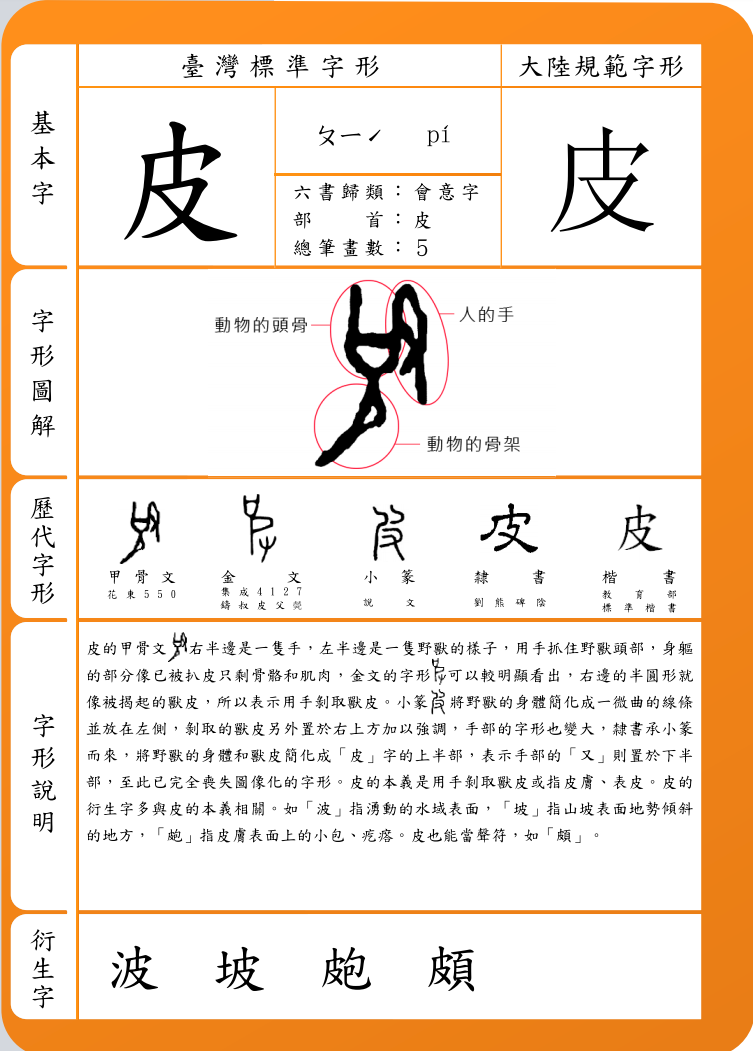 臺灣標準字形
大陸規範字形
基本字
皮
ㄆㄧˊ pí
六書歸類：會意字
部首：皮
總筆畫數：5
皮
字形圖解
動物的頭骨
人的手
動物的骨架
歷代字形
甲骨文
花東550
金文
集成4127
鑄叔皮父簋
小篆
說文
隸書
劉熊碑陰
楷書
教育部
標準楷書
字形說明
皮的甲骨文右半邊是一隻手，左半邊是一隻野獸的樣子，用手抓住野獸頭部，身軀
的部分像已被扒皮只剩骨骼和肌肉，金文的字形可以較明顯看出，右邊的半圓形就
像被揭起的獸皮，所以表示用手剝取獸皮。小篆將野獸的身體簡化成一微曲的線條
並放在左側，剝取的獸皮另外置於右上方加以強調，手部的字形也變大，隸書承小篆
而來，將野獸的身體和獸皮簡化成「皮」字的上半部，表示手部的「又」則置於下半
部，至此已完全喪失圖像化的字形。皮的本義是用手剝取獸皮或指皮膚、表皮。皮的
衍生字多與皮的本義相關。如「波」指湧動的水域表面，「坡」指山坡表面地勢傾斜
的地方，「皰」指皮膚表面上的小包、疙瘩。皮也能當聲符，如「頗」。
衍生字
波 坡 皰 頗